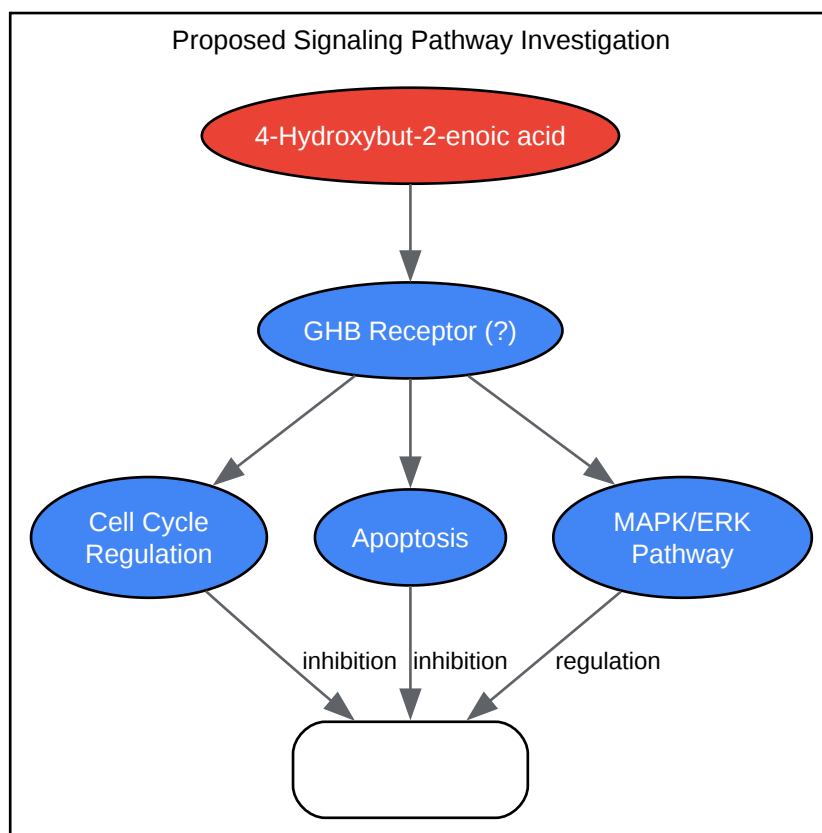 Proposed Signaling Pathway Investigation
4-Hydroxybut-2-enoic acid
GHB Receptor (?)
Cell Cycle
Regulation
Apoptosis
MAPK/ERK
Pathway
inhibition
inhibition
regulation